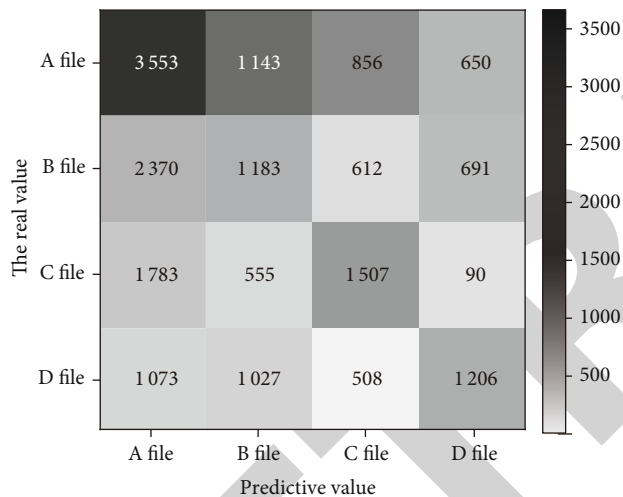 A file 3 553 1 143 856 650
B file 2 370 1 183 612 691
C file 1 783 555 1 507 90
D file 1 073 1 027 508 1 206
A file B file C file D file
Predictive value
The real value
3500
3000
2500
2000
1500
1000
500